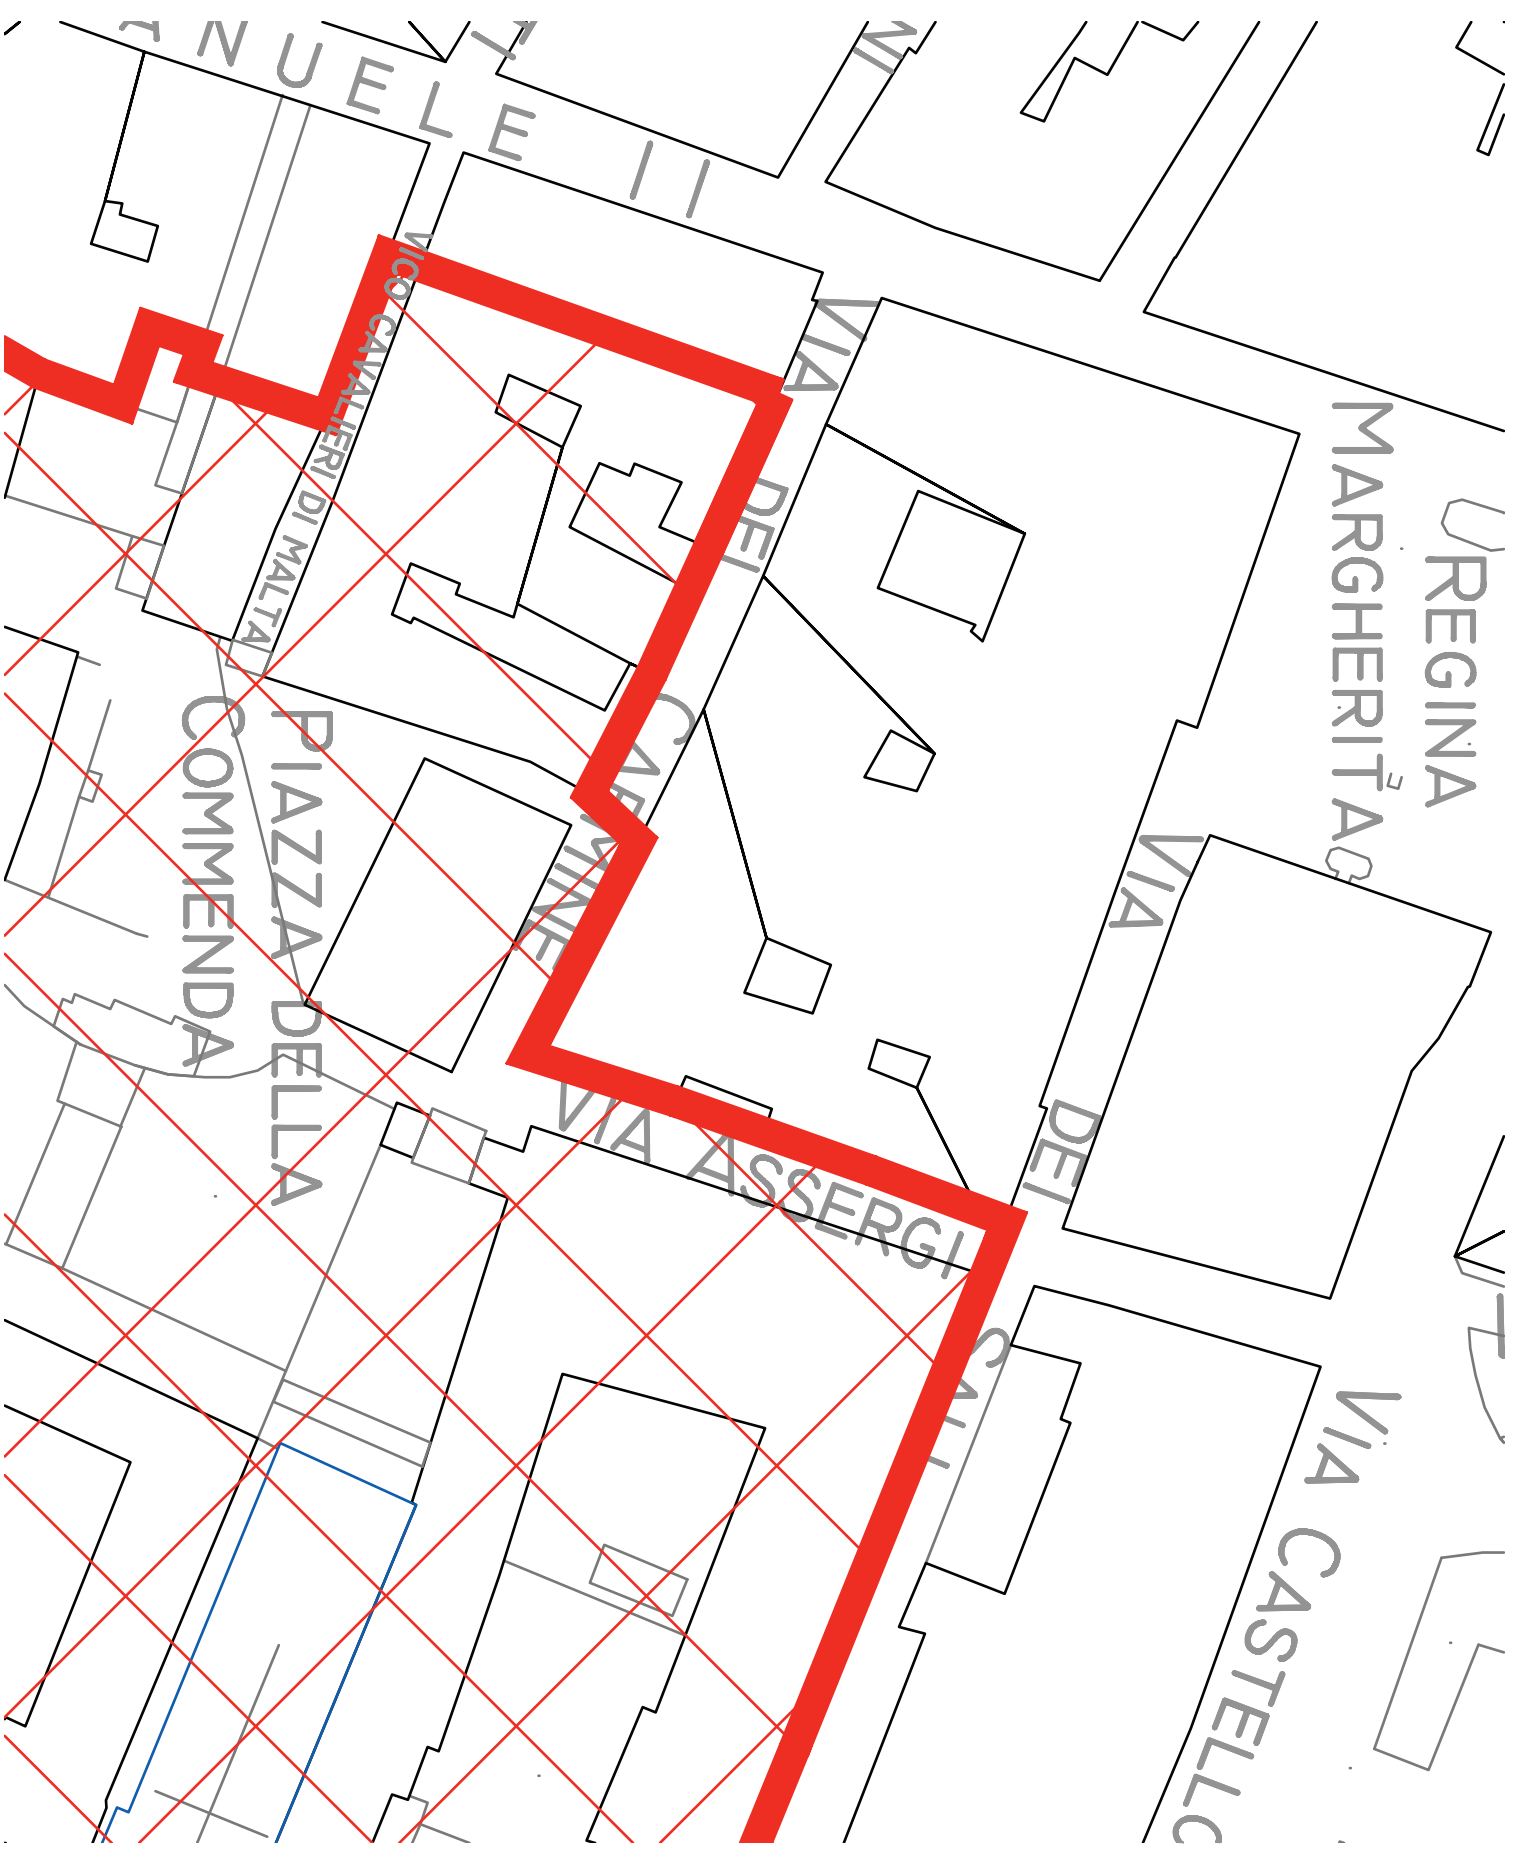 ANUELE II
VICO CAVALIERI DI MALTA
VIA DEI CARMINE
PIAZZA DELLA
COMMENDA
VIA ASSERGI
REGINA
MARGHERITA
VIA DEI SALI
VIA CASTELLO